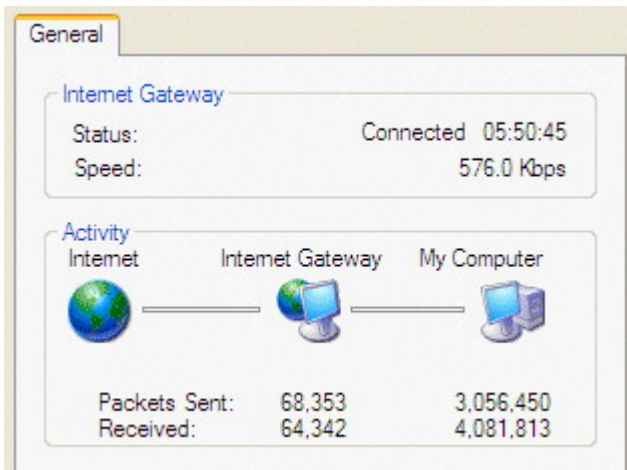 General
Internet Gateway
Status: Connected 05:50:45
Speed: 576.0 Kbps
Activity
Internet Internet Gateway My Computer
Packets Sent: 68,353 3,056,450
Received: 64,342 4,081,813